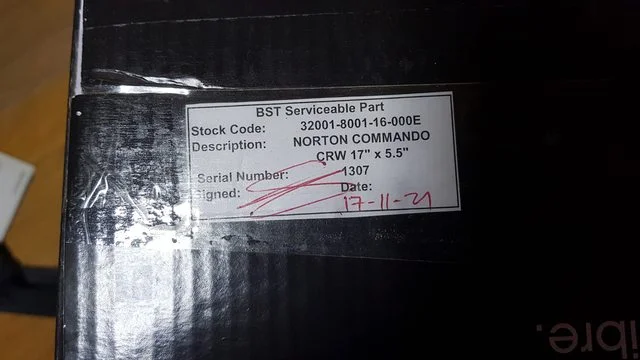 BST Serviceable Part
Stock Code: 32001-8001-16-000E
Description: NORTON COMMANDO
CRW 17" x 5.5"
Serial Number: 1307
Signed: Date:
17-11-21
ibre.